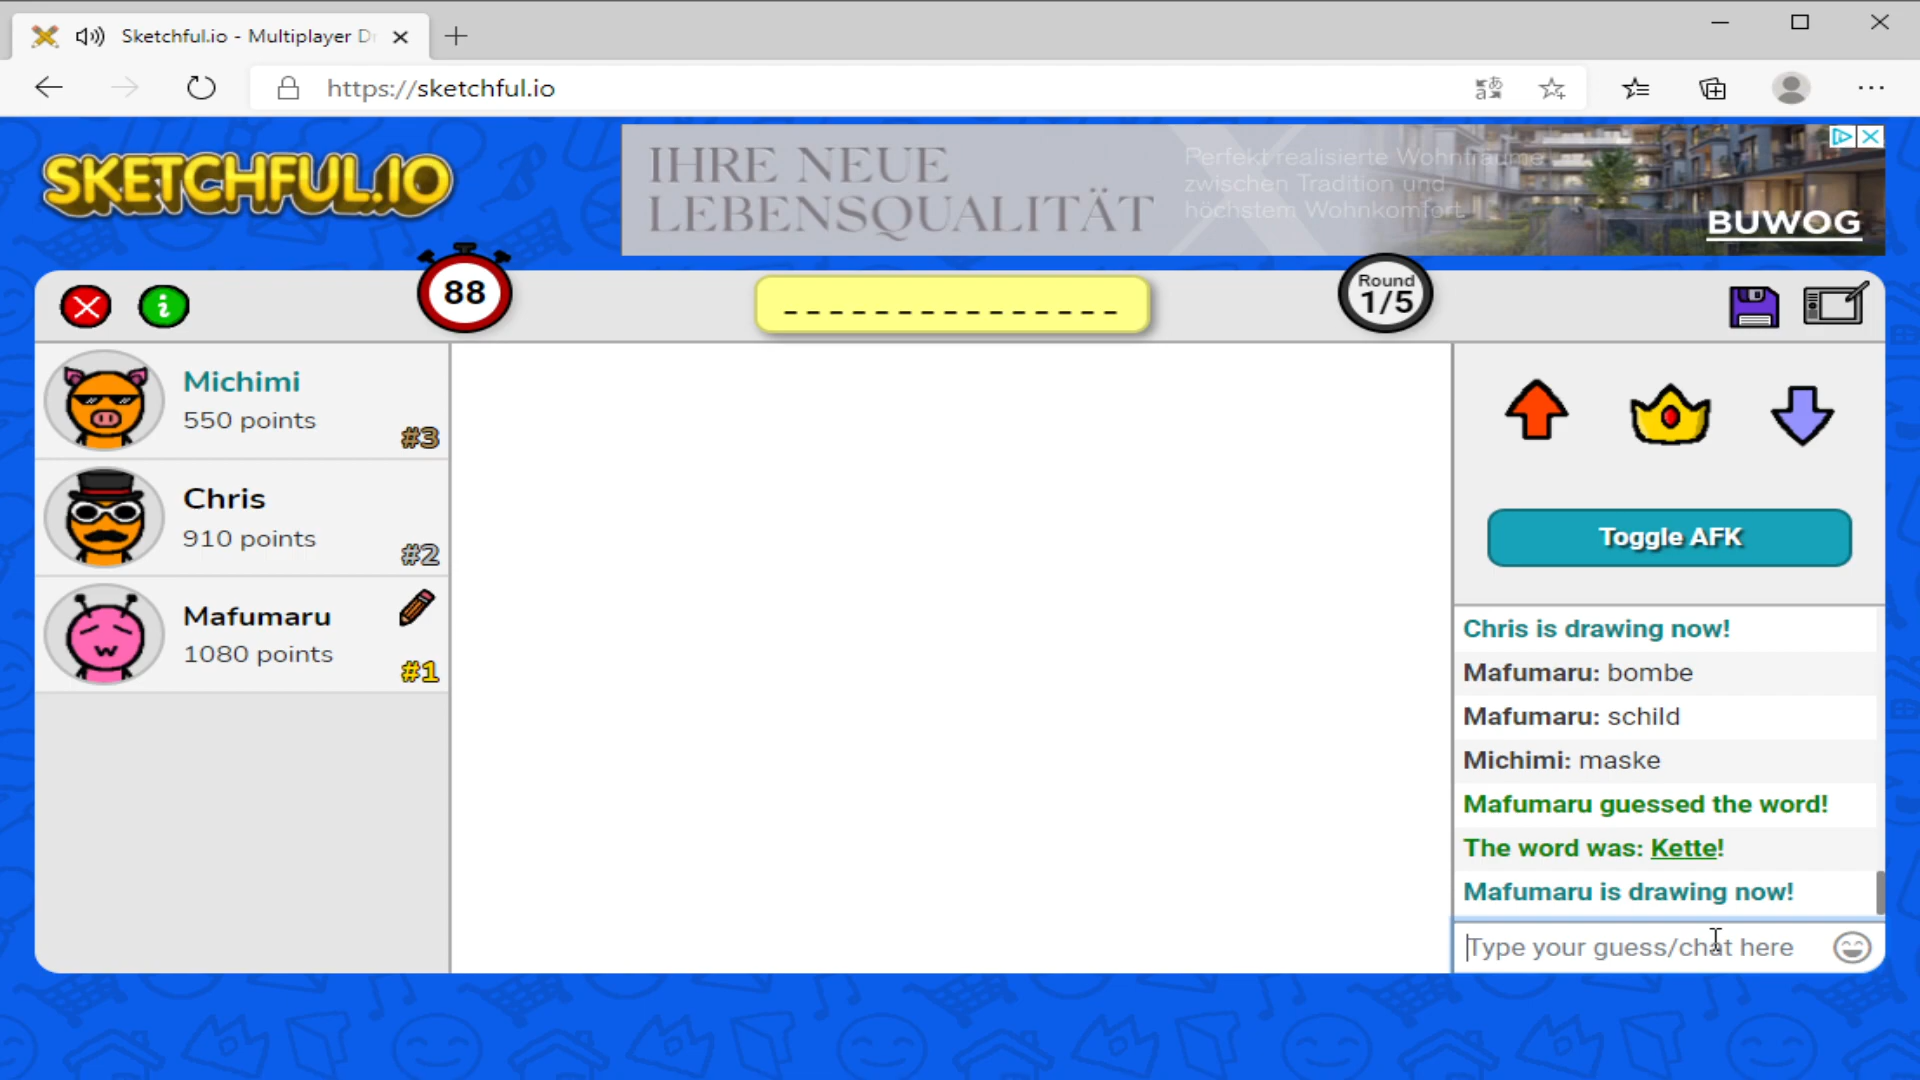 Sketchful.io - Multiplayer D
https://sketchful.io
SKETCHFUL.IO
IHRE NEUE
LEBENSQUALITÄT
Perfekt realisierte Wohnträume
zwischen Tradition und
höchstem Wohnkomfort.
BUWOG
88
_ _ _ _ _ _ _ _ _ _ _ _ _ _ _
Round
1/5
Michimi
550 points
#3
Chris
910 points
#2
Mafumaru
1080 points
#1
Toggle AFK
Chris is drawing now!
Mafumaru: bombe
Mafumaru: schild
Michimi: maske
Mafumaru guessed the word!
The word was: Kette!
Mafumaru is drawing now!
Type your guess/chat here